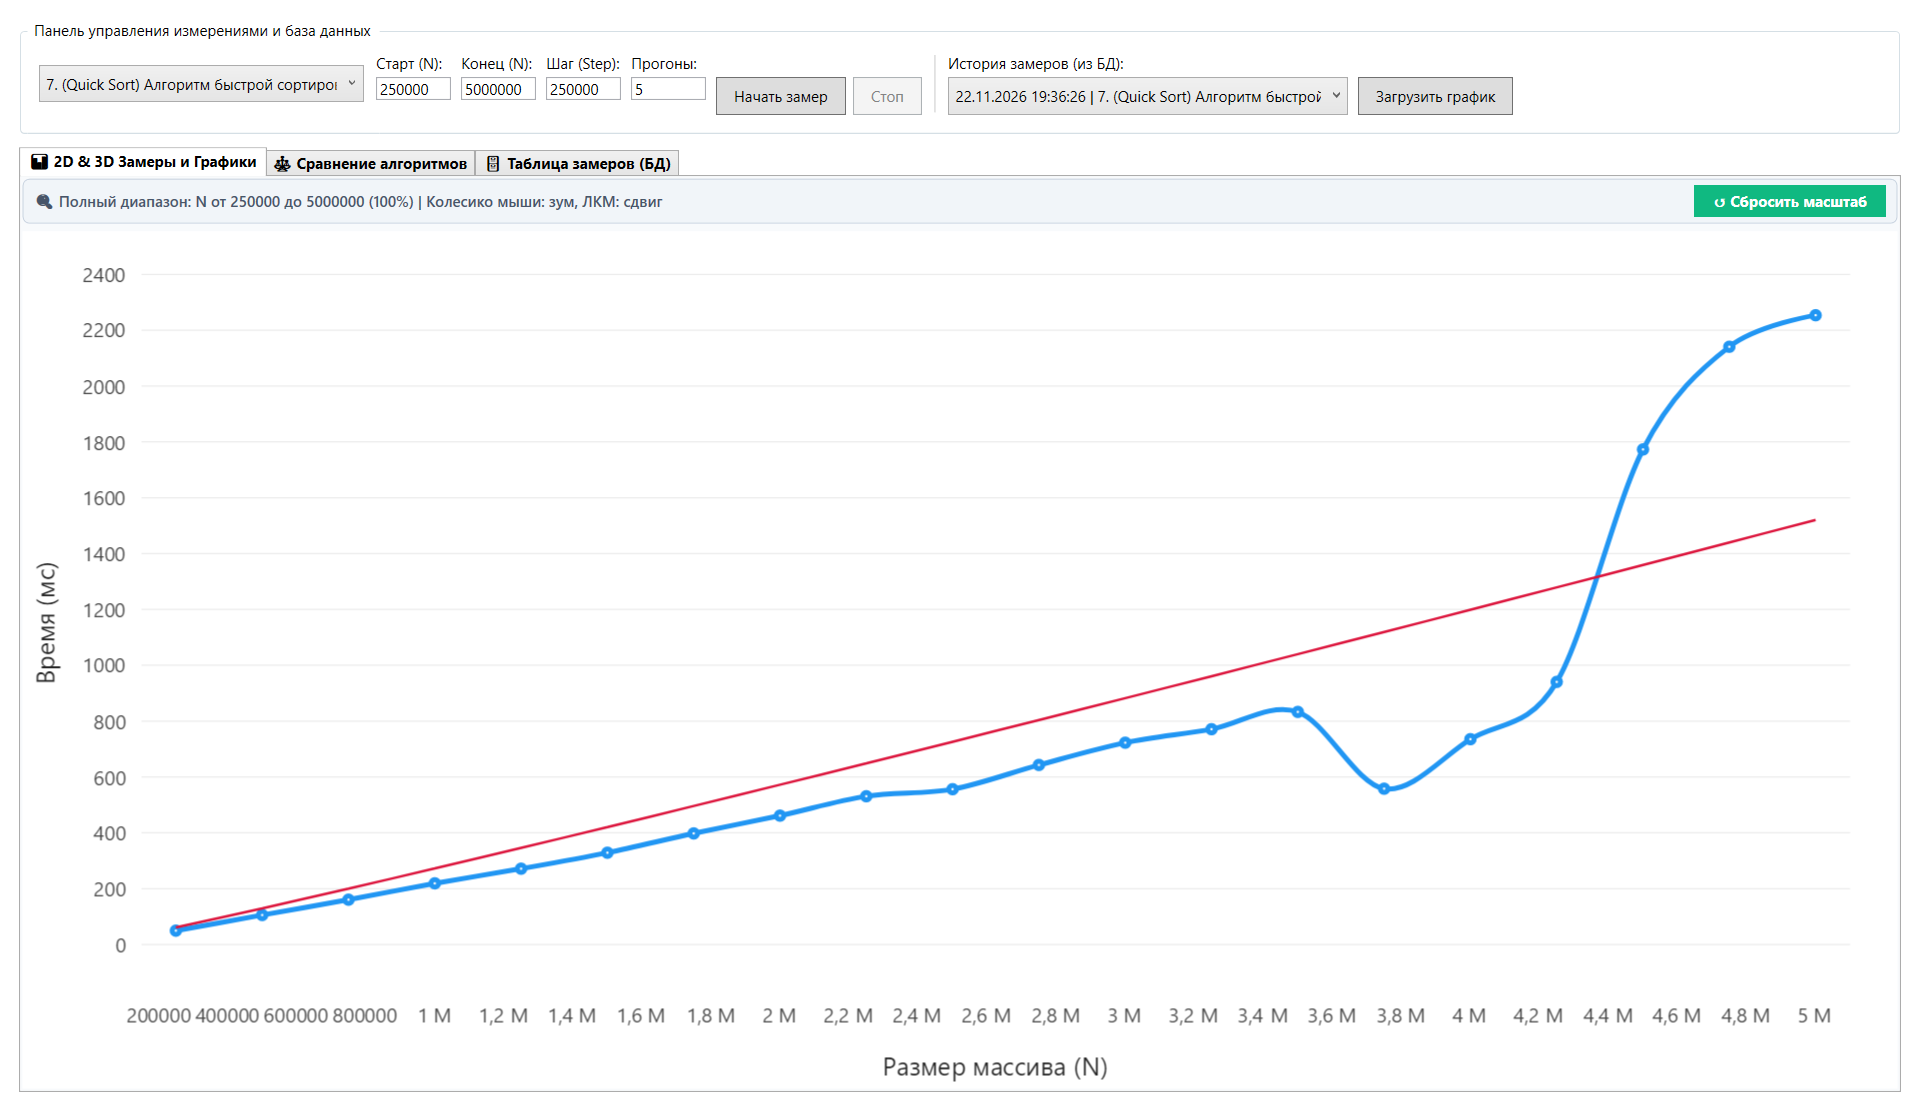 Панель управления измерениями и база данных
Старт (N): Конец (N): Шаг (Step): Прогоны: История замеров (из БД):
7. (Quick Sort) Алгоритм быстрой сортиро 250000 5000000 250000 5 Начать замер Стоп 22.11.2026 19:36:26 | 7. (Quick Sort) Алгоритм быстрой Загрузить график
2D & 3D Замеры и Графики Сравнение алгоритмов Таблица замеров (БД)
Полный диапазон: N от 250000 до 5000000 (100%) | Колесико мыши: зум, ЛКМ: сдвиг ↺ Сбросить масштаб
2400
2200
2000
1800
1600
1400
1200
1000
800
600
400
200
0
Время (мс)
200000 400000 600000 800000 1 M 1,2 M 1,4 M 1,6 M 1,8 M 2 M 2,2 M 2,4 M 2,6 M 2,8 M 3 M 3,2 M 3,4 M 3,6 M 3,8 M 4 M 4,2 M 4,4 M 4,6 M 4,8 M 5 M
Размер массива (N)